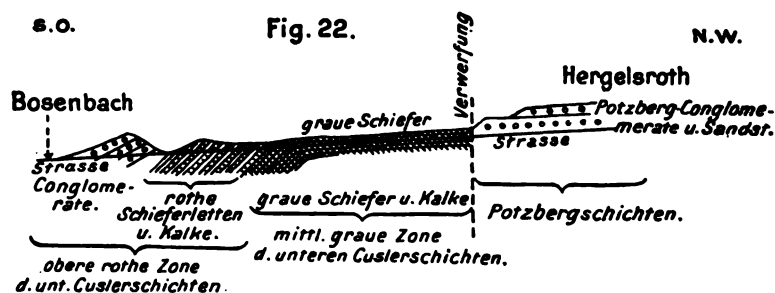 S.O.
Fig. 22.
N.W.
Verwerfung
Bosenbach
Hergelsroth
graue Schiefer
Potzberg-Conglome-
merate u. Sandst.
Strasse
Strasse
Conglome-
rate.
rothe
Schieferletten
u. Kalke.
graue Schiefer u. Kalke
Potzbergschichten.
obere rothe Zone
d. unt. Cuslerschichten.
mittl. graue Zone
d. unteren Cuslerschichten.